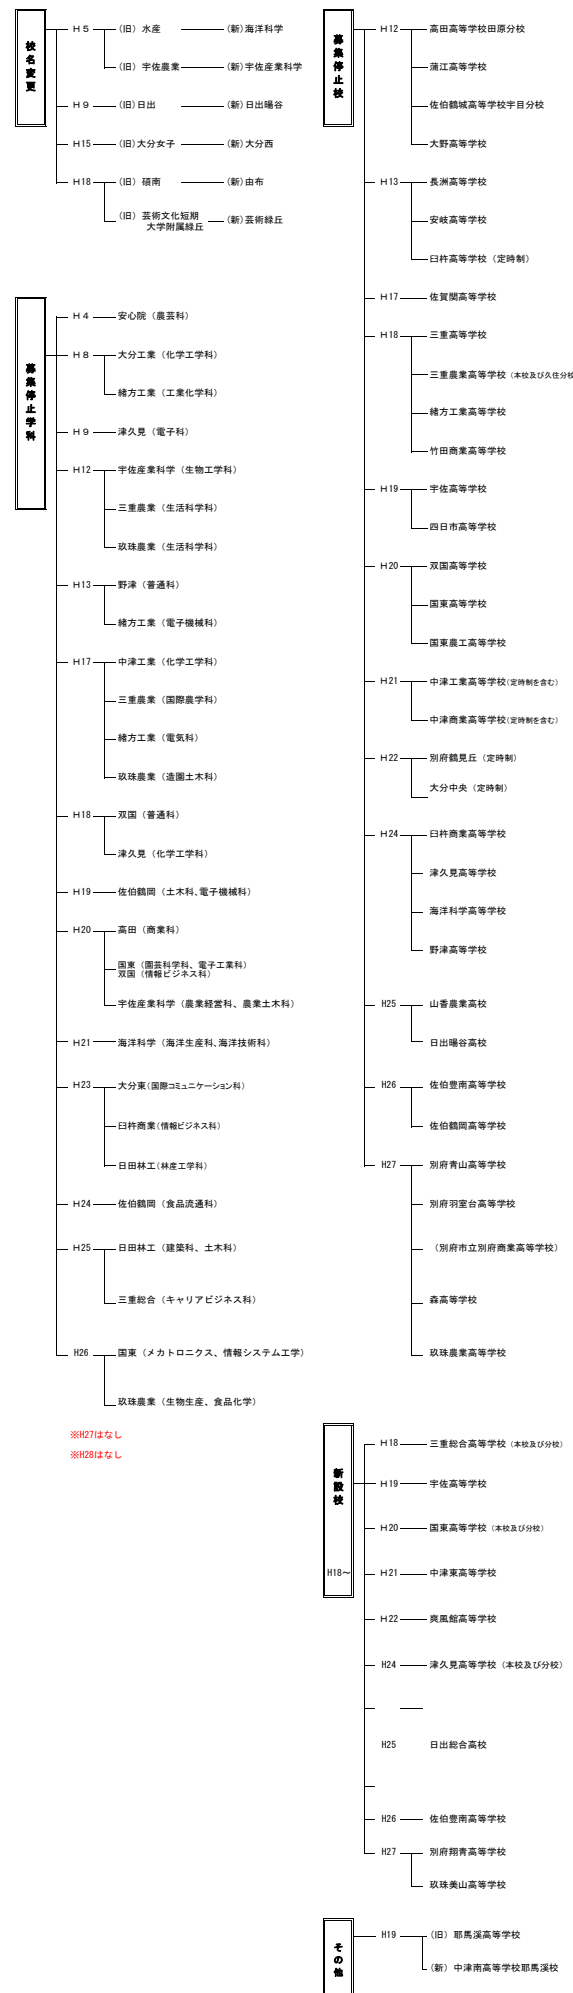 校名変更
H5 (旧) 水産 (新)海洋科学
(旧) 宇佐農業 (新)宇佐産業科学
H9 (旧)日出 (新)日出暘谷
H15 (旧)大分女子 (新)大分西
H18 (旧) 碩南 (新)由布
(旧) 芸術文化短期
大学附属緑丘 (新)芸術緑丘
募集停止学科
H4 安心院（農芸科）
H8 大分工業（化学工学科）
緒方工業（工業化学科）
H9 津久見（電子科）
H12 宇佐産業科学（生物工学科）
三重農業（生活科学科）
玖珠農業（生活科学科）
H13 野津（普通科）
緒方工業（電子機械科）
H17 中津工業（化学工学科）
三重農業（国際農学科）
緒方工業（電気科）
玖珠農業（造園土木科）
H18 双国（普通科）
津久見（化学工学科）
H19 佐伯鶴岡（土木科、電子機械科）
H20 高田（商業科）
国東（園芸科学科、電子工業科）
双国（情報ビジネス科）
宇佐産業科学（農業経営科、農業土木科）
H21 海洋科学（海洋生産科、海洋技術科）
H23 大分東（国際コミュニケーション科）
臼杵商業（情報ビジネス科）
日田林工（林産工学科）
H24 佐伯鶴岡（食品流通科）
H25 日田林工（建築科、土木科）
三重総合（キャリアビジネス科）
H26 国東（メカトロニクス、情報システム工学）
玖珠農業（生物生産、食品化学）
※H27はなし
※H28はなし
募集停止校
H12 高田高等学校田原分校
蒲江高等学校
佐伯鶴城高等学校宇目分校
大野高等学校
H13 長洲高等学校
安岐高等学校
臼杵高等学校（定時制）
H17 佐賀関高等学校
H18 三重高等学校
三重農業高等学校（本校及び久住分校
緒方工業高等学校
竹田商業高等学校
H19 宇佐高等学校
四日市高等学校
H20 双国高等学校
国東高等学校
国東農工高等学校
H21 中津工業高等学校(定時制を含む)
中津商業高等学校(定時制を含む)
H22 別府鶴見丘（定時制）
大分中央（定時制）
H24 臼杵商業高等学校
津久見高等学校
海洋科学高等学校
野津高等学校
H25 山香農業高校
日出暘谷高校
H26 佐伯豊南高等学校
佐伯鶴岡高等学校
H27 別府青山高等学校
別府羽室台高等学校
（別府市立別府商業高等学校）
森高等学校
玖珠農業高等学校
新設校
H18～
H18 三重総合高等学校（本校及び分校）
H19 宇佐高等学校
H20 国東高等学校（本校及び分校）
H21 中津東高等学校
H22 爽風館高等学校
H24 津久見高等学校（本校及び分校）
H25 日出総合高校
H26 佐伯豊南高等学校
H27 別府翔青高等学校
玖珠美山高等学校
その他
H19 (旧) 耶馬溪高等学校
(新) 中津南高等学校耶馬溪校